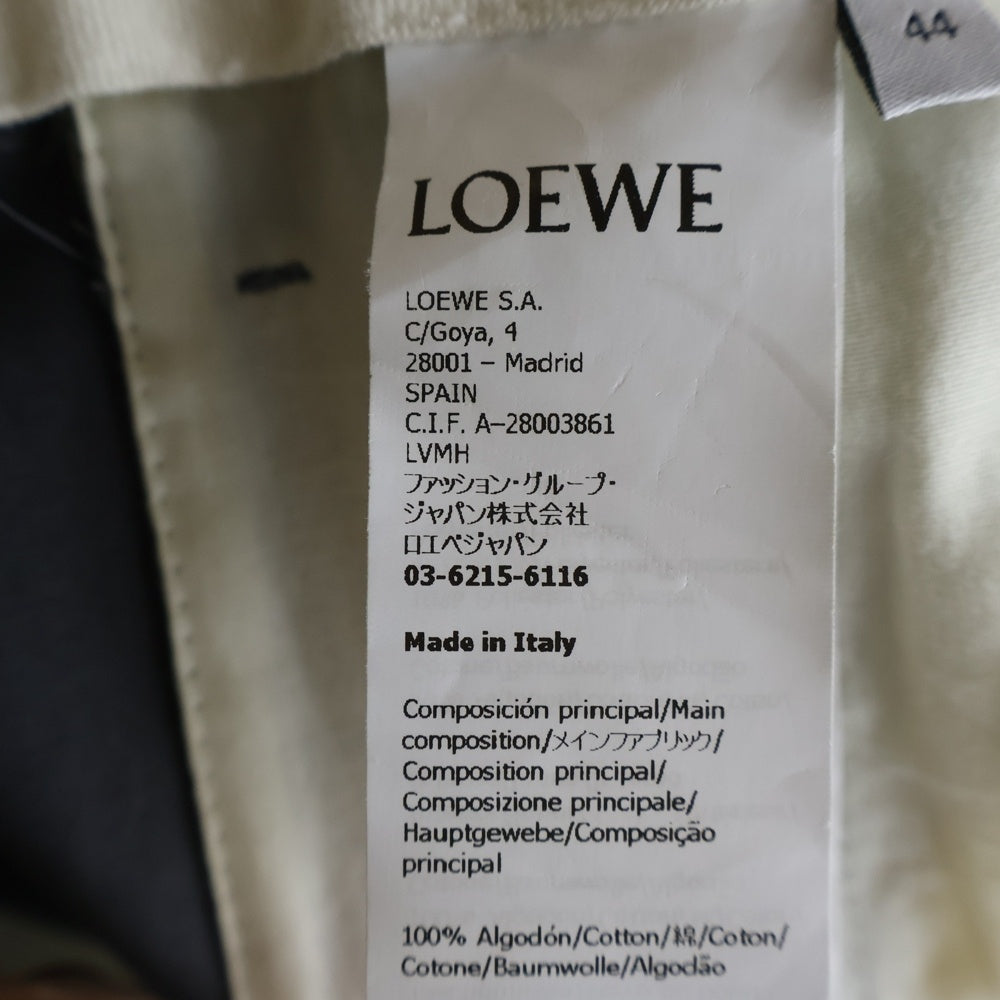 44
LOEWE
LOEWE S.A.
C/Goya, 4
28001 – Madrid
SPAIN
C.I.F. A–28003861
LVMH
ファッション・グループ・
ジャパン株式会社
ロエベジャパン
03-6215-6116
Made in Italy
Composición principal/Main
composition/メインファブリック/
Composition principal/
Composizione principale/
Hauptgewebe/Composição
principal
100% Algodón/Cotton/綿/Coton/
Cotone/Baumwolle/Algodão